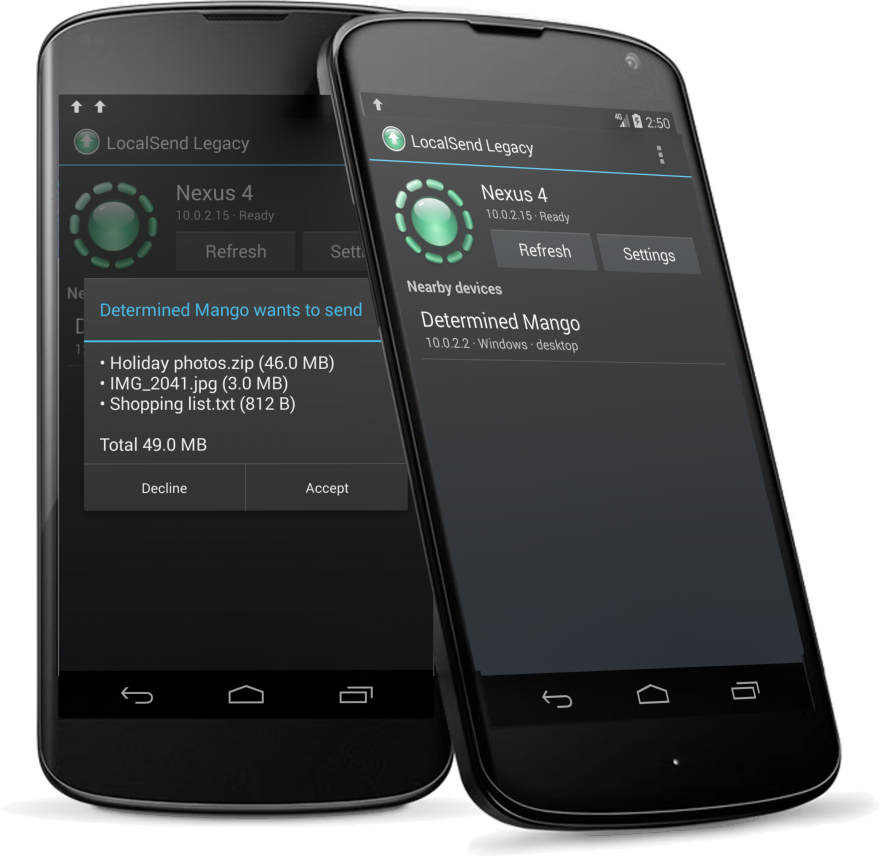 LocalSend Legacy
Nexus 4
10.0.2.15 · Ready
Refresh
Ne
Determined Mango wants to send
• Holiday photos.zip (46.0 MB)
• IMG_2041.jpg (3.0 MB)
• Shopping list.txt (812 B)
Total 49.0 MB
Decline
Accept
4G 2:50
LocalSend Legacy
Nexus 4
10.0.2.15 · Ready
Refresh
Settings
Nearby devices
Determined Mango
10.0.2.2 · Windows · desktop